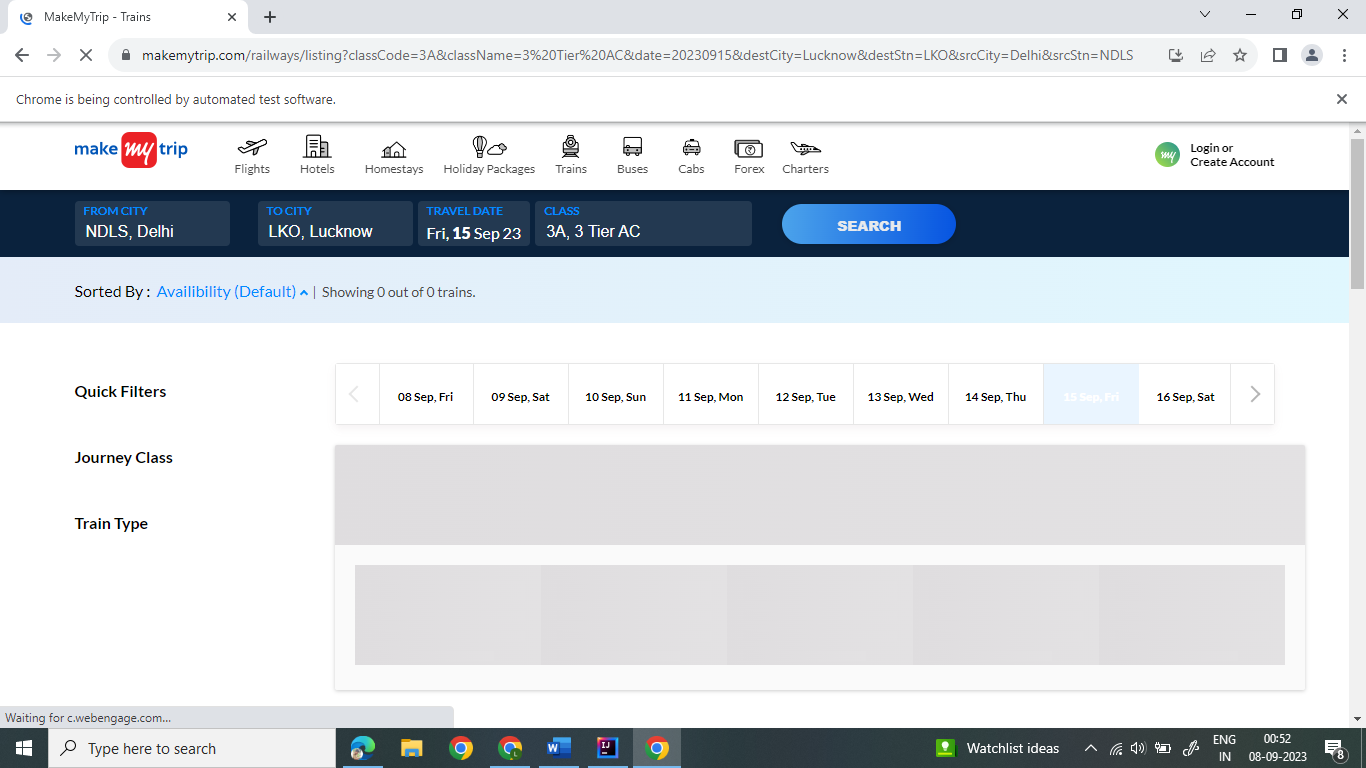 MakeMyTrip - Trains
makemytrip.com/railways/listing?classCode=3A&className=3%20Tier%20AC&date=20230915&destCity=Lucknow&destStn=LKO&srcCity=Delhi&srcStn=NDLS
Chrome is being controlled by automated test software.
make my trip
Flights
Hotels
Homestays
Holiday Packages
Trains
Buses
Cabs
Forex
Charters
my
Login or
Create Account
FROM CITY
NDLS, Delhi
TO CITY
LKO, Lucknow
TRAVEL DATE
Fri, 15 Sep 23
CLASS
3A, 3 Tier AC
SEARCH
Sorted By : Availibility (Default) | Showing 0 out of 0 trains.
Quick Filters
08 Sep, Fri
09 Sep, Sat
10 Sep, Sun
11 Sep, Mon
12 Sep, Tue
13 Sep, Wed
14 Sep, Thu
15 Sep, Fri
16 Sep, Sat
Journey Class
Train Type
Waiting for c.webengage.com...
Type here to search
Watchlist ideas
ENG
IN
00:52
08-09-2023
8